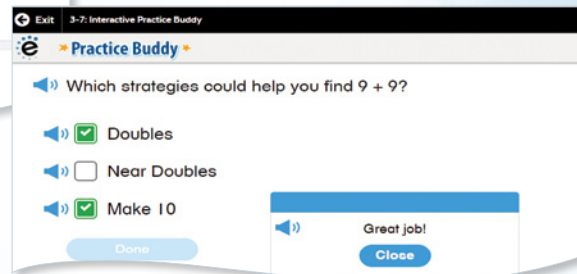 Exit 3-7: Interactive Practice Buddy
e Practice Buddy
Which strategies could help you find 9 + 9?
Doubles
Near Doubles
Make 10
Great job!
Done
Close